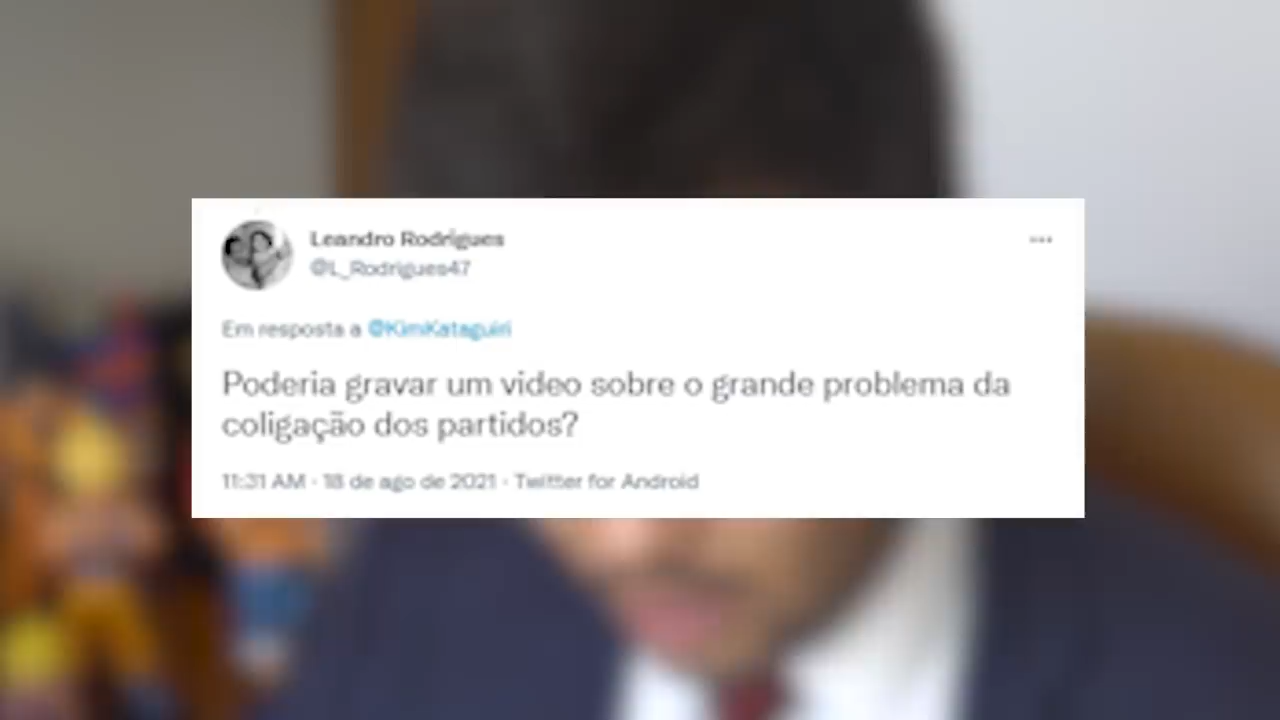 Leandro Rodrigues
@L_Rodrigues47
Em resposta a @KimKataguiri
Poderia gravar um video sobre o grande problema da
coligação dos partidos?
11:31 AM · 18 de ago de 2021 · Twitter for Android